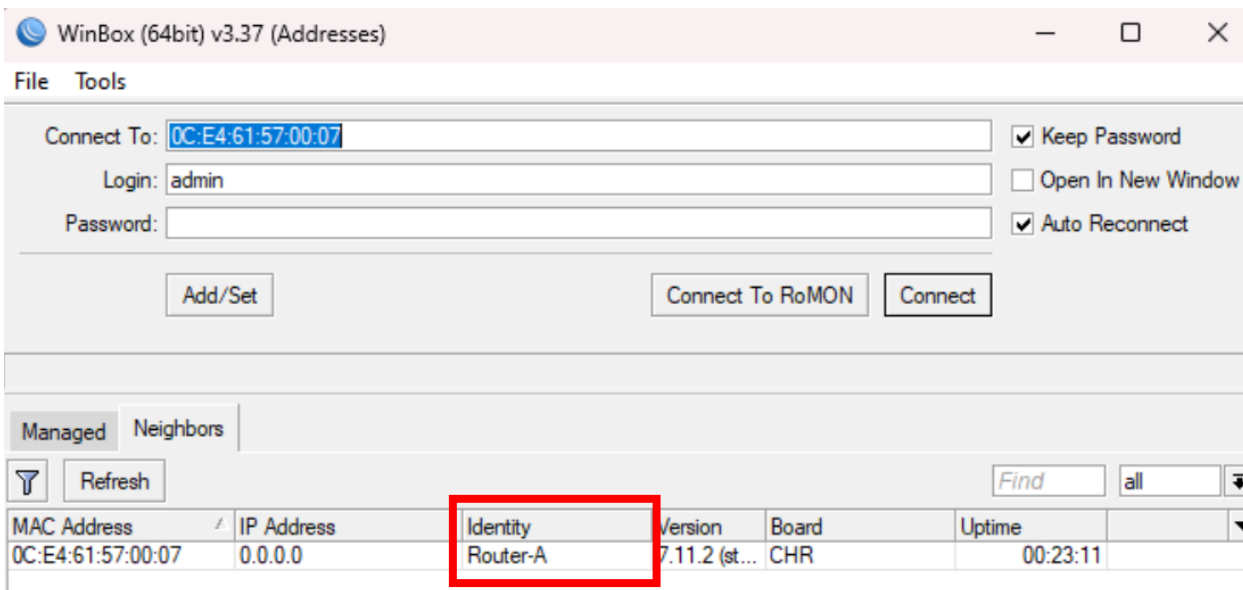 WinBox (64bit) v3.37 (Addresses)
File Tools
Connect To: 0C:E4:61:57:00:07
Keep Password
Login: admin
Open In New Window
Password:
Auto Reconnect
Add/Set Connect To RoMON Connect
Managed Neighbors
Refresh Find all
MAC Address IP Address Identity Version Board Uptime
0C:E4:61:57:00:07 0.0.0.0 Router-A 7.11.2 (st... CHR 00:23:11